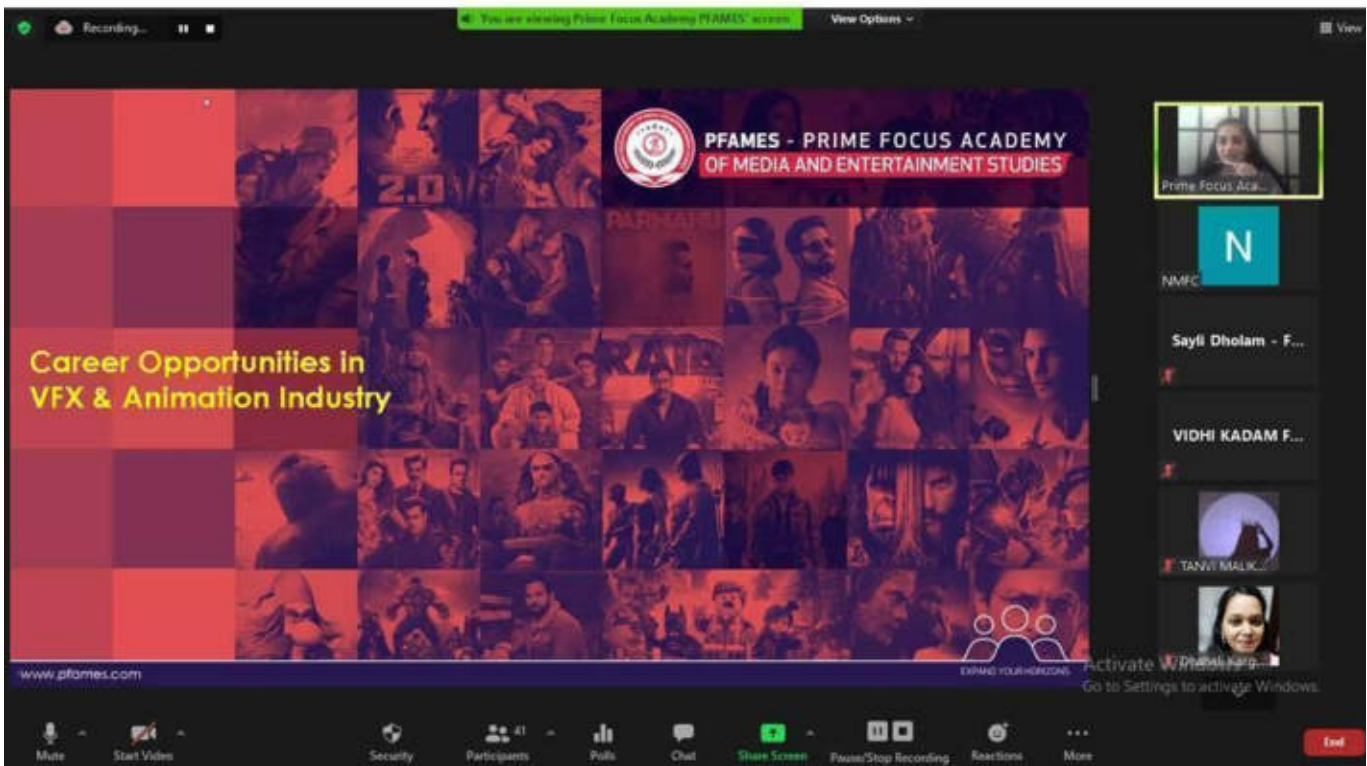 Recording...
You are viewing Prime Focus Academy PFAMES' screen
View Options
View
PFAMES - PRIME FOCUS ACADEMY
OF MEDIA AND ENTERTAINMENT STUDIES
2.0
PARMANU
RAID
Career Opportunities in
VFX & Animation Industry
www.pfames.com
EXPAND YOUR HORIZONS
Prime Focus Aca...
N
NMFC
Sayli Dholam - F...
VIDHI KADAM F...
TANVI MALIK...
Activate Windows
Go to Settings to activate Windows.
Mute
Start Video
Security
Participants
41
Polls
Chat
Share Screen
Pause/Stop Recording
Reactions
More
End